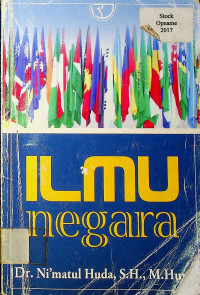 Stock
Opname
2017
ILMU
negara
Dr. Ni'matul Huda, S.H., M.Hum